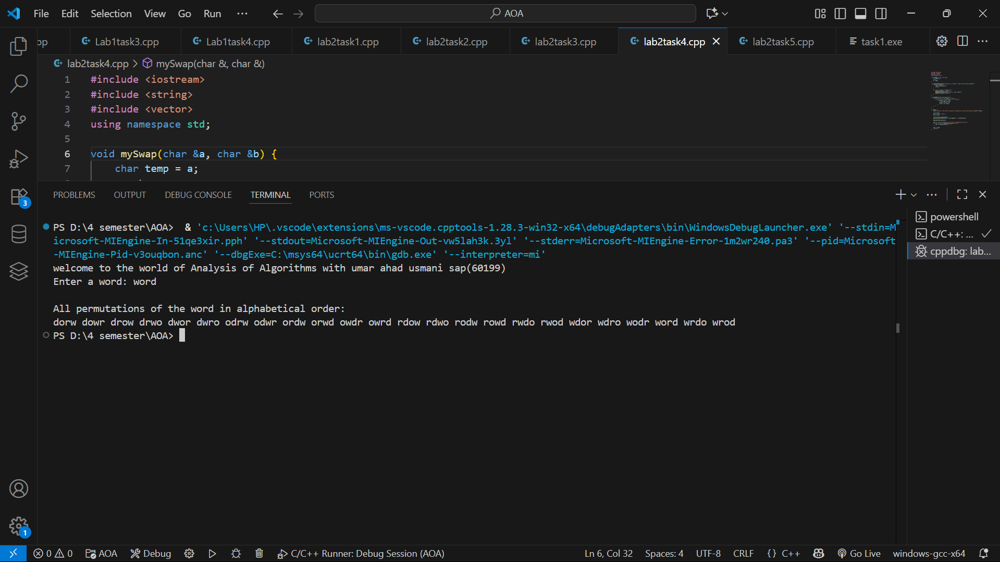 File Edit Selection View Go Run ··· AOA
pp Lab1task3.cpp Lab1task4.cpp lab2task1.cpp lab2task2.cpp lab2task3.cpp lab2task4.cpp lab2task5.cpp task1.exe
lab2task4.cpp > mySwap(char &, char &)
1 #include <iostream>
2 #include <string>
3 #include <vector>
4 using namespace std;
5
6 void mySwap(char &a, char &b) {
7 char temp = a;
PROBLEMS OUTPUT DEBUG CONSOLE TERMINAL PORTS
3
powershell
C/C++: ...
cppdbg: lab...
PS D:\4 semester\AOA>  & 'c:\Users\HP\.vscode\extensions\ms-vscode.cpptools-1.28.3-win32-x64\debugAdapters\bin\WindowsDebugLauncher.exe' '--stdin=M
icrosoft-MIEngine-In-51qe3xir.pph' '--stdout=Microsoft-MIEngine-Out-vw5lah3k.3yl' '--stderr=Microsoft-MIEngine-Error-1m2wr240.pa3' '--pid=Microsoft
-MIEngine-Pid-v3ouqbon.anc' '--dbgExe=C:\msys64\ucrt64\bin\gdb.exe' '--interpreter=mi'
welcome to the world of Analysis of Algorithms with umar ahad usmani sap(60199)
Enter a word: word
All permutations of the word in alphabetical order:
dorw dowr drow drwo dwor dwro odrw odwr ordw orwd owdr owrd rdow rdwo rodw rowd rwdo rwod wdor wdro wodr word wrdo wrod
PS D:\4 semester\AOA>
1
0 0 AOA Debug C/C++ Runner: Debug Session (AOA) Ln 6, Col 32 Spaces: 4 UTF-8 CRLF {} C++ Go Live windows-gcc-x64